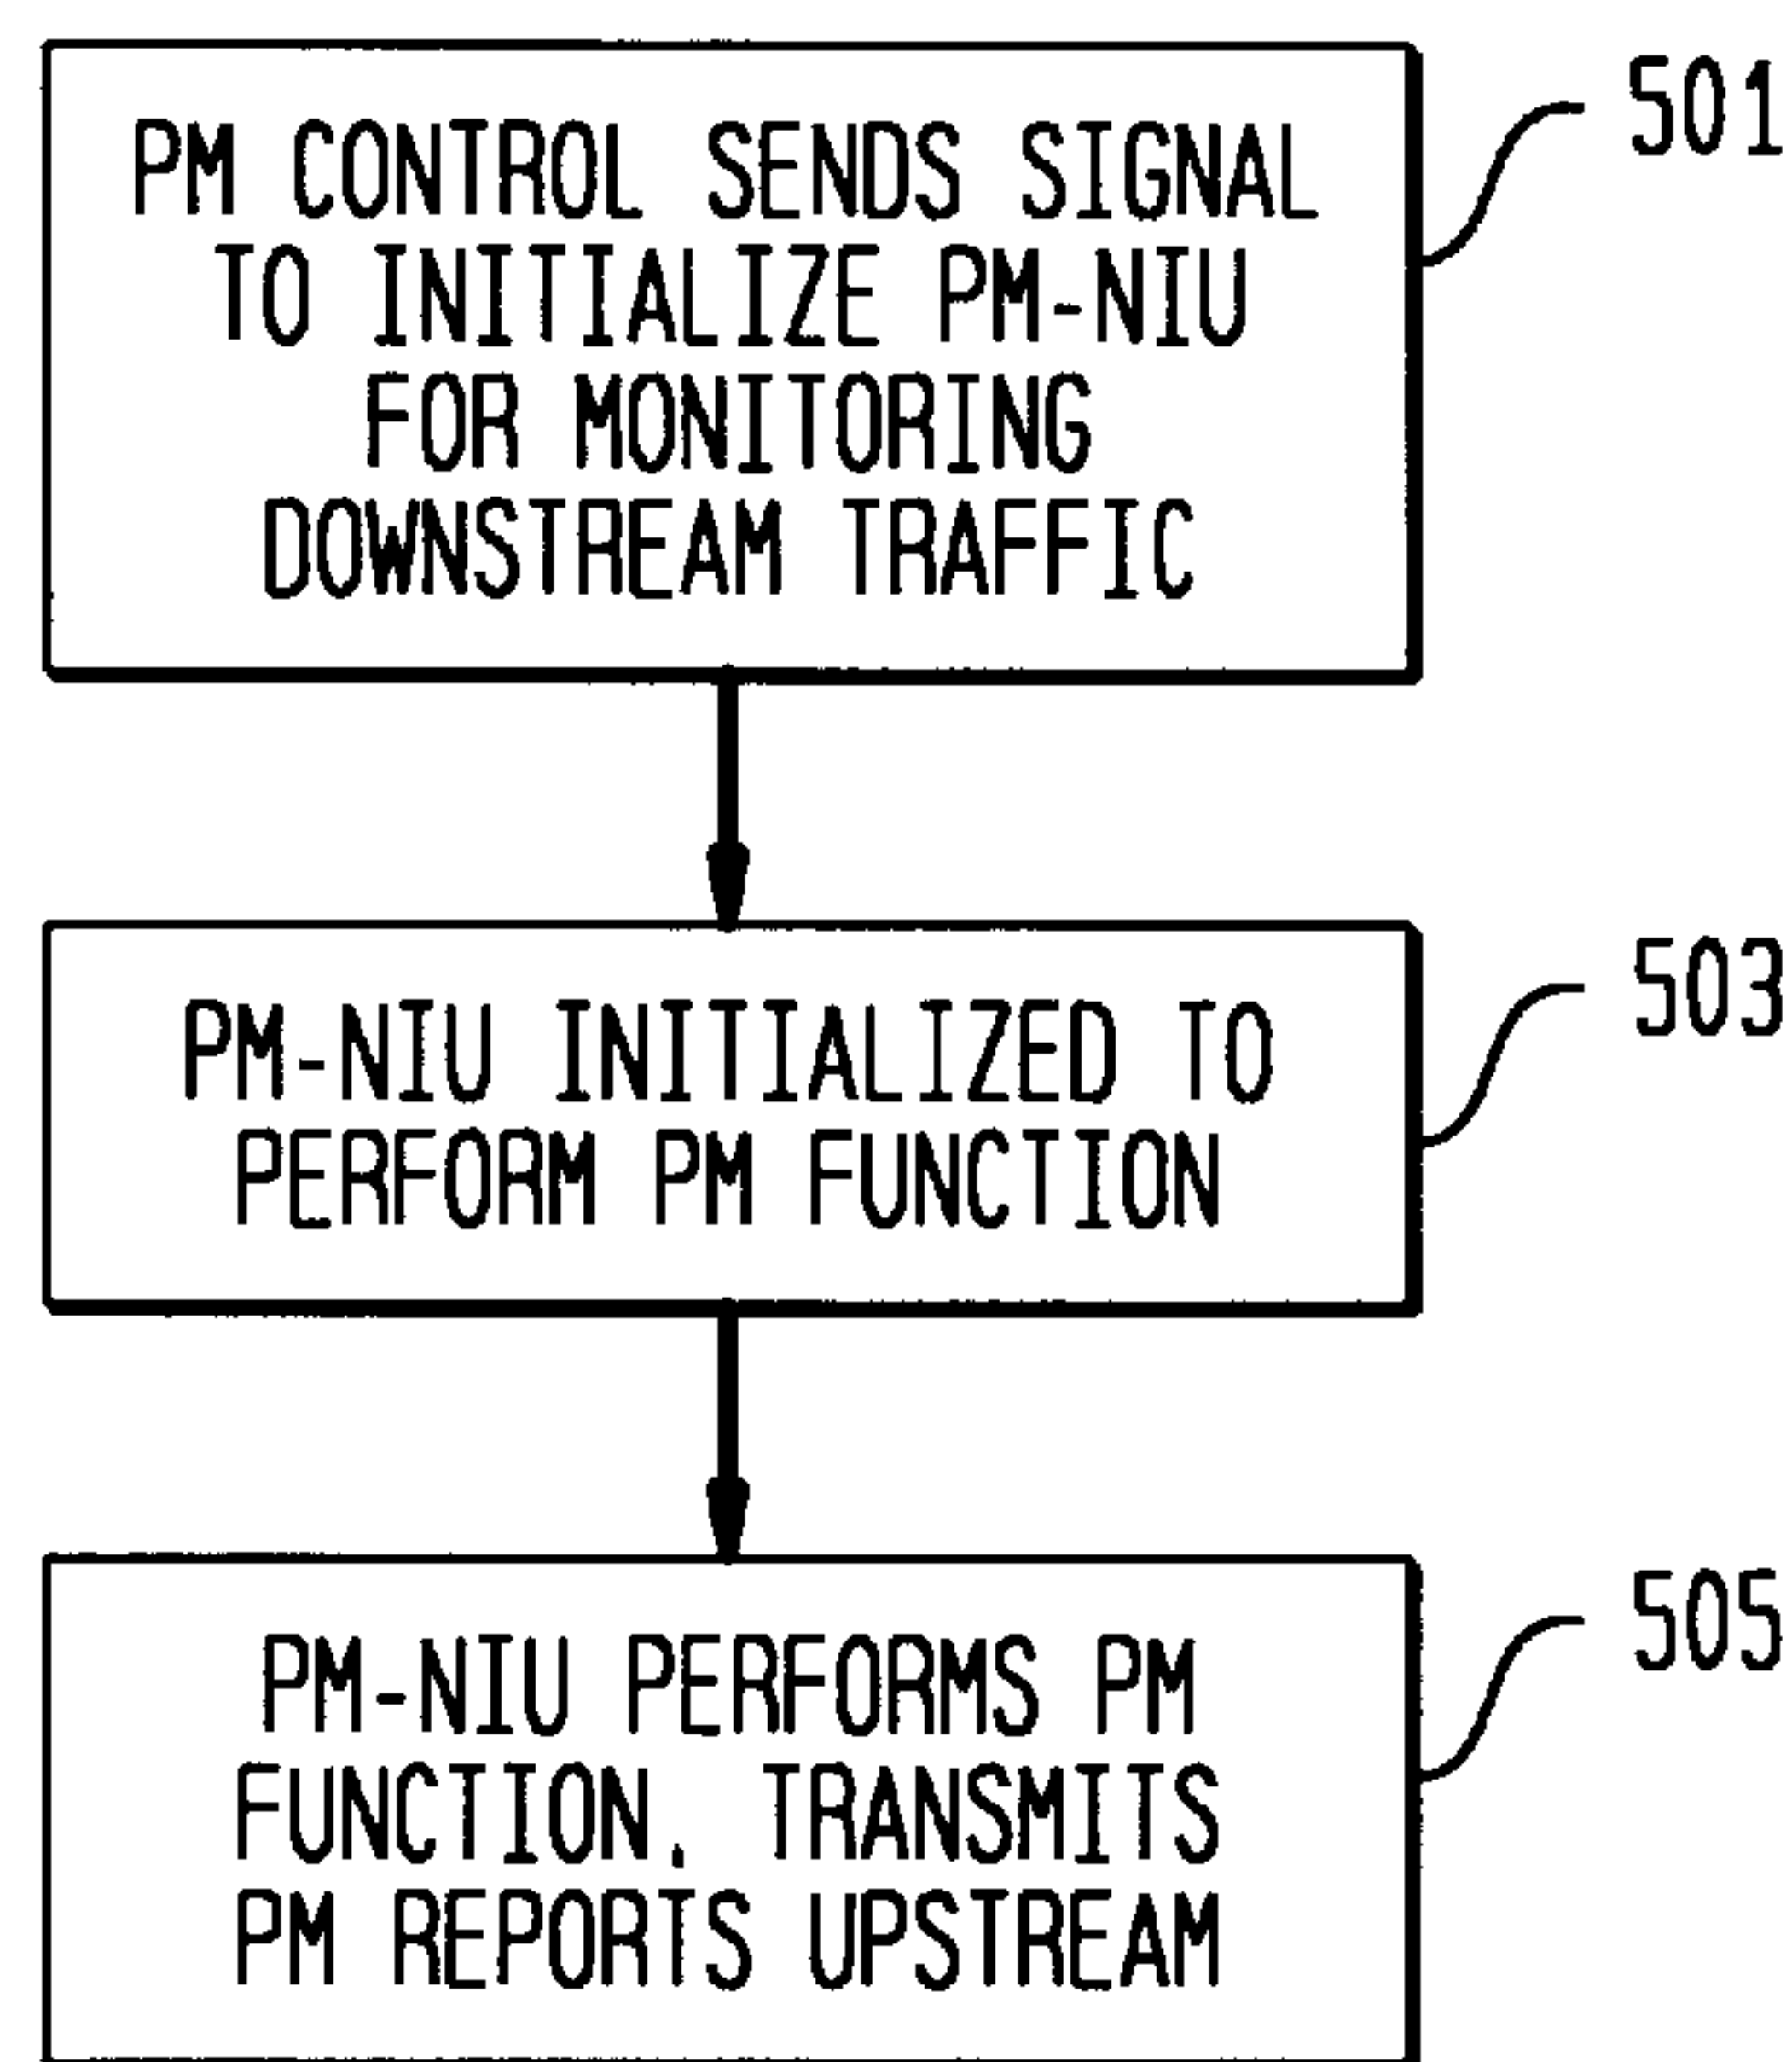 PM CONTROL SENDS SIGNAL
TO INITIALIZE PM-NIU
FOR MONITORING
DOWNSTREAM TRAFFIC
501
PM-NIU INITIALIZED TO
PERFORM PM FUNCTION
503
PM-NIU PERFORMS PM
FUNCTION, TRANSMITS
PM REPORTS UPSTREAM
505